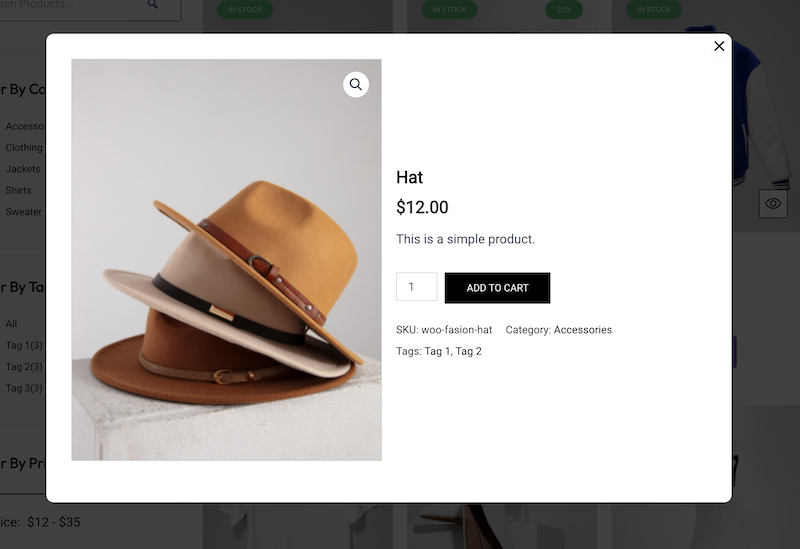 rch Products...
IN STOCK
IN STOCK
20%
IN STOCK
r By Co
Accesso
Clothing
Jackets
Shirts
Sweater
r By Ta
All
Tag 1(3)
Tag 2(3)
Tag 3(3)
r By Pri
ice: $12 - $35
Hat
$12.00
This is a simple product.
1
ADD TO CART
SKU: woo-fasion-hat Category: Accessories
Tags: Tag 1, Tag 2